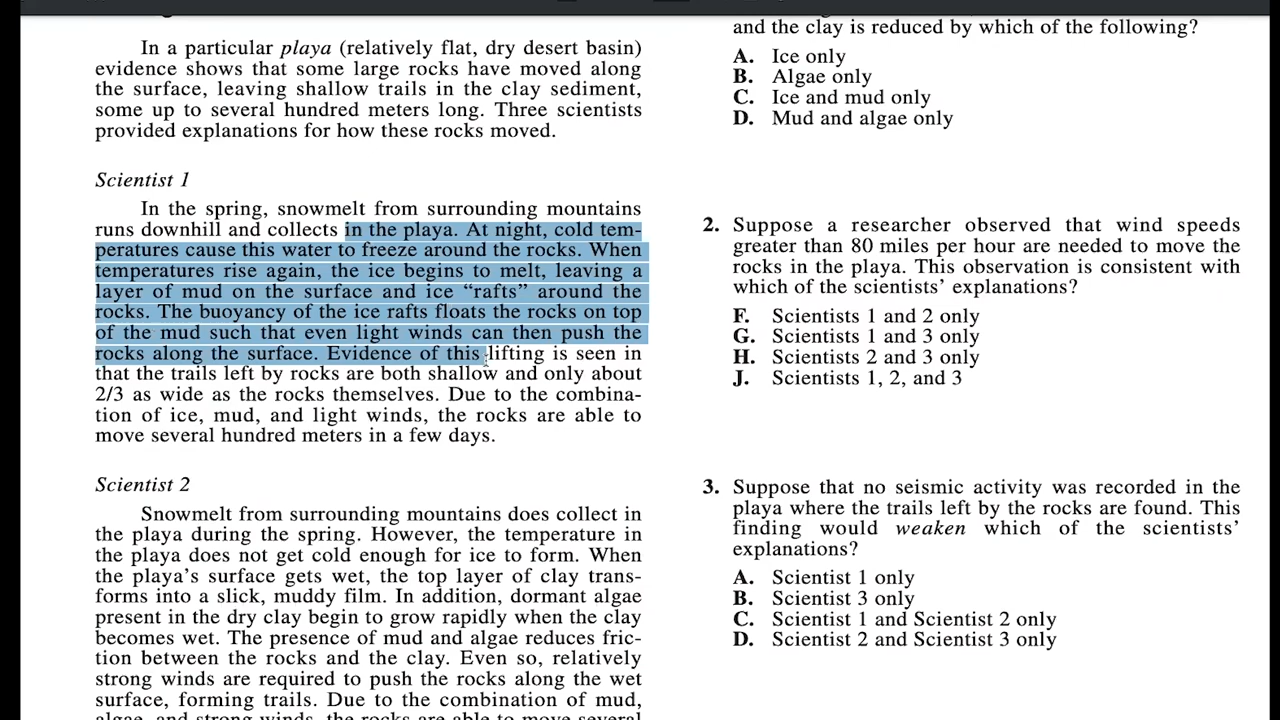 In a particular playa (relatively flat, dry desert basin)
evidence shows that some large rocks have moved along
the surface, leaving shallow trails in the clay sediment,
some up to several hundred meters long. Three scientists
provided explanations for how these rocks moved.
Scientist 1
In the spring, snowmelt from surrounding mountains
runs downhill and collects in the playa. At night, cold tem-
peratures cause this water to freeze around the rocks. When
temperatures rise again, the ice begins to melt, leaving a
layer of mud on the surface and ice “rafts” around the
rocks. The buoyancy of the ice rafts floats the rocks on top
of the mud such that even light winds can then push the
rocks along the surface. Evidence of this lifting is seen in
that the trails left by rocks are both shallow and only about
2/3 as wide as the rocks themselves. Due to the combina-
tion of ice, mud, and light winds, the rocks are able to
move several hundred meters in a few days.
Scientist 2
Snowmelt from surrounding mountains does collect in
the playa during the spring. However, the temperature in
the playa does not get cold enough for ice to form. When
the playa’s surface gets wet, the top layer of clay trans-
forms into a slick, muddy film. In addition, dormant algae
present in the dry clay begin to grow rapidly when the clay
becomes wet. The presence of mud and algae reduces fric-
tion between the rocks and the clay. Even so, relatively
strong winds are required to push the rocks along the wet
surface, forming trails. Due to the combination of mud,
algae, and strong winds, the rocks are able to move several
and the clay is reduced by which of the following?
A. Ice only
B. Algae only
C. Ice and mud only
D. Mud and algae only
2. Suppose a researcher observed that wind speeds
greater than 80 miles per hour are needed to move the
rocks in the playa. This observation is consistent with
which of the scientists’ explanations?
F. Scientists 1 and 2 only
G. Scientists 1 and 3 only
H. Scientists 2 and 3 only
J. Scientists 1, 2, and 3
3. Suppose that no seismic activity was recorded in the
playa where the trails left by the rocks are found. This
finding would weaken which of the scientists’
explanations?
A. Scientist 1 only
B. Scientist 3 only
C. Scientist 1 and Scientist 2 only
D. Scientist 2 and Scientist 3 only